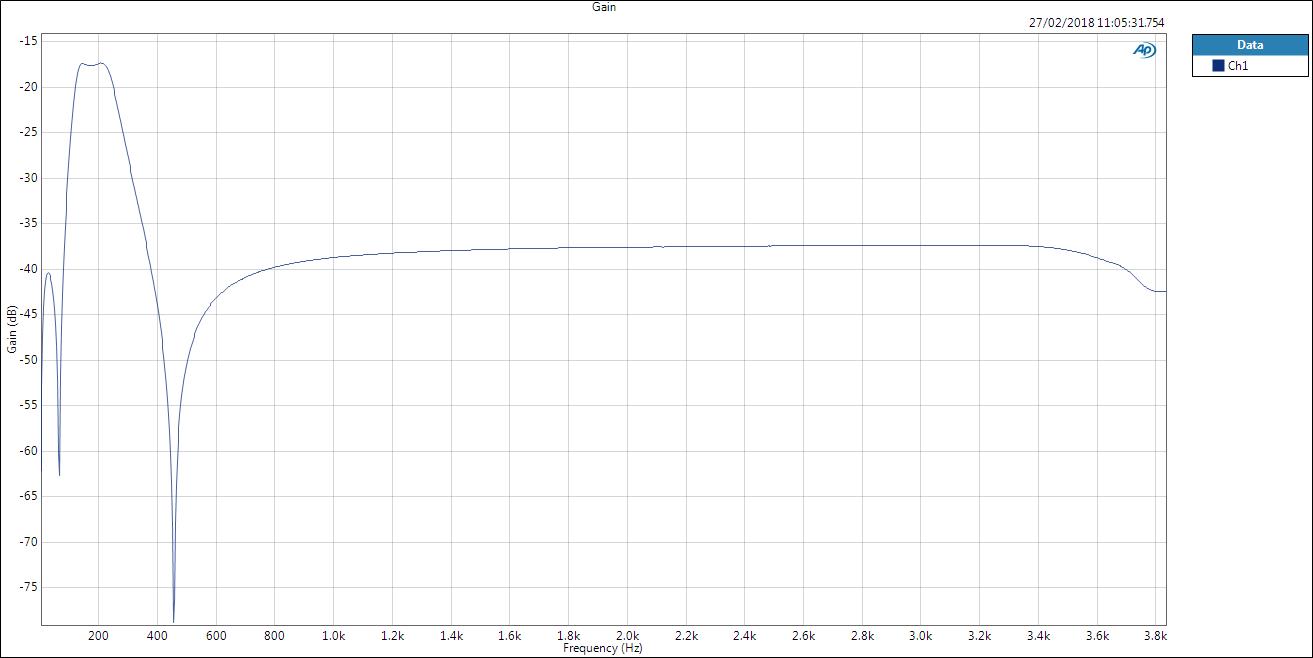 Gain
27/02/2018 11:05:31.754
AP
Data
Ch1
-15
-20
-25
-30
-35
-40
-45
-50
-55
-60
-65
-70
-75
Gain (dB)
200 400 600 800 1.0k 1.2k 1.4k 1.6k 1.8k 2.0k 2.2k 2.4k 2.6k 2.8k 3.0k 3.2k 3.4k 3.6k 3.8k
Frequency (Hz)